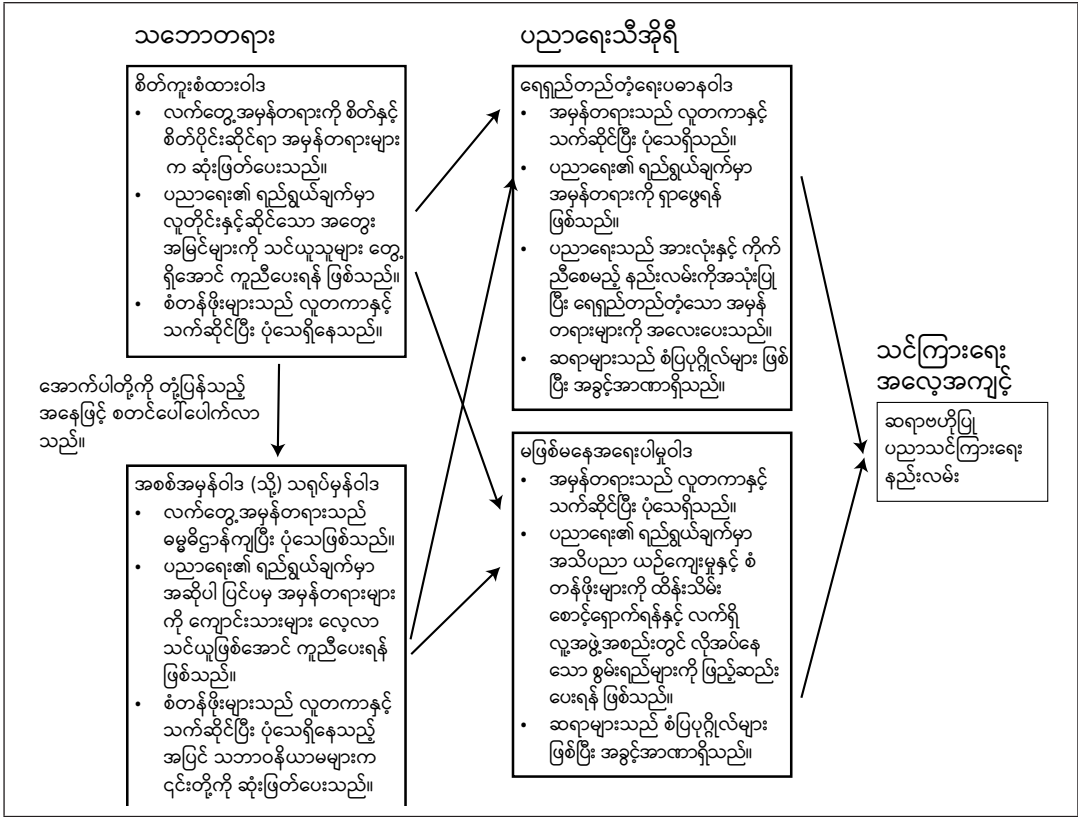 သဘောတရား
စိတ်ကူးစံထားဝါဒ
• လက်တွေ့အမှန်တရားကို စိတ်နှင့်
စိတ်ပိုင်းဆိုင်ရာ အမှန်တရားများ
က ဆုံးဖြတ်ပေးသည်။
• ပညာရေး၏ ရည်ရွယ်ချက်မှာ
လူတိုင်းနှင့်ဆိုင်သော အတွေး
အမြင်များကို သင်ယူသူများ တွေ့
ရှိအောင် ကူညီပေးရန် ဖြစ်သည်။
• စံတန်ဖိုးများသည် လူတကာနှင့်
သက်ဆိုင်ပြီး ပုံသေရှိနေသည်။
အောက်ပါတို့ကို တုံ့ပြန်သည့်
အနေဖြင့် စတင်ပေါ်ပေါက်လာ
သည်။
အစစ်အမှန်ဝါဒ (သို့) သရုပ်မှန်ဝါဒ
• လက်တွေ့အမှန်တရားသည်
ဓမ္မဓိဋ္ဌာန်ကျပြီး ပုံသေဖြစ်သည်။
• ပညာရေး၏ ရည်ရွယ်ချက်မှာ
အဆိုပါ ပြင်ပမှ အမှန်တရားများ
ကို ကျောင်းသားများ လေ့လာ
သင်ယူဖြစ်အောင် ကူညီပေးရန်
ဖြစ်သည်။
• စံတန်ဖိုးများသည် လူတကာနှင့်
သက်ဆိုင်ပြီး ပုံသေရှိနေသည့်
အပြင် သဘာဝနိယာမများက
၎င်းတို့ကို ဆုံးဖြတ်ပေးသည်။
ပညာရေးသီအိုရီ
ရေရှည်တည်တံ့ရေးပဓာနဝါဒ
• အမှန်တရားသည် လူတကာနှင့်
သက်ဆိုင်ပြီး ပုံသေရှိသည်။
• ပညာရေး၏ ရည်ရွယ်ချက်မှာ
အမှန်တရားကို ရှာဖွေရန်
ဖြစ်သည်။
• ပညာရေးသည် အားလုံးနှင့် ကိုက်
ညီစေမည့် နည်းလမ်းကိုအသုံးပြု
ပြီး ရေရှည်တည်တံ့သော အမှန်
တရားများကို အလေးပေးသည်။
• ဆရာများသည် စံပြပုဂ္ဂိုလ်များ ဖြစ်
ပြီး အခွင့်အာဏာရှိသည်။
မဖြစ်မနေအရေးပါမှုဝါဒ
• အမှန်တရားသည် လူတကာနှင့်
သက်ဆိုင်ပြီး ပုံသေရှိသည်။
• ပညာရေး၏ ရည်ရွယ်ချက်မှာ
အသိပညာ ယဉ်ကျေးမှုနှင့် စံ
တန်ဖိုးများကို ထိန်းသိမ်း
စောင့်ရှောက်ရန်နှင့် လက်ရှိ
လူ့အဖွဲ့အစည်းတွင် လိုအပ်နေ
သော စွမ်းရည်များကို ဖြည့်ဆည်း
ပေးရန် ဖြစ်သည်။
• ဆရာများသည် စံပြပုဂ္ဂိုလ်များ
ဖြစ်ပြီး အခွင့်အာဏာရှိသည်။
သင်ကြားရေး
အလေ့အကျင့်
ဆရာဗဟိုပြု
ပညာသင်ကြားရေး
နည်းလမ်း